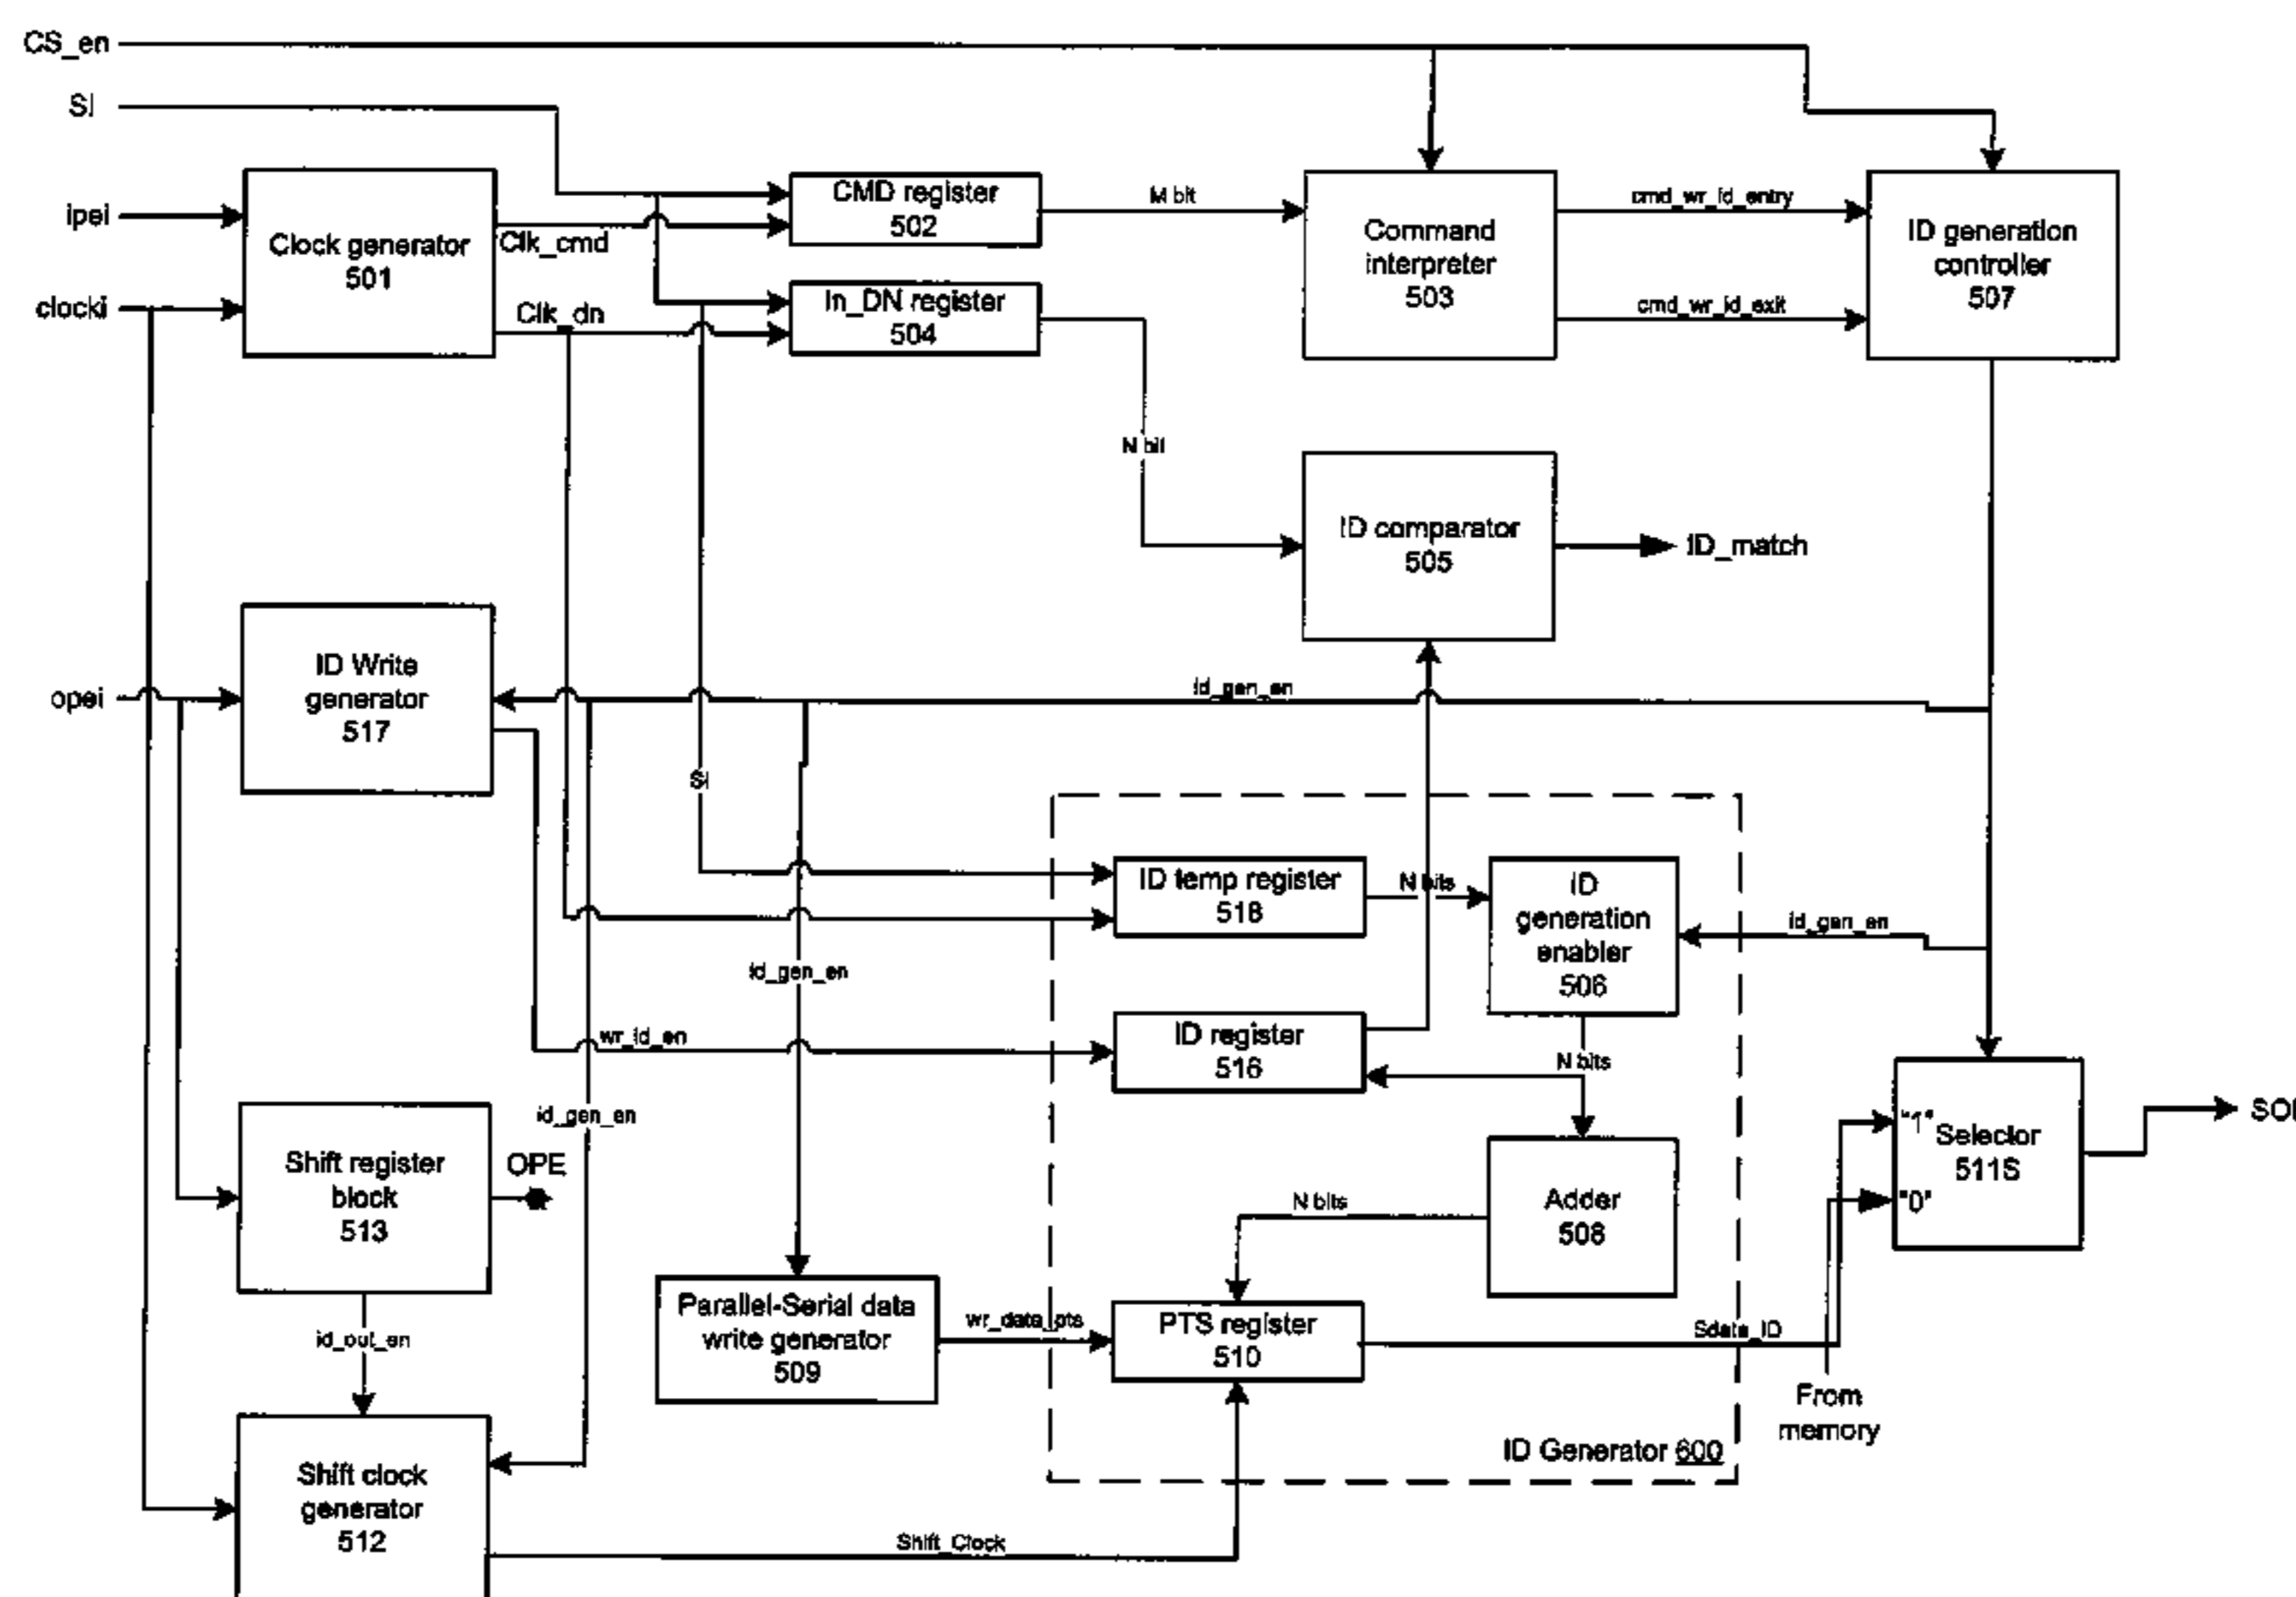 CS_en
SI
ipei
clocki
Clock generator
501
Clk_cmd
Clk_dn
CMD register
502
In_DN register
504
M bit
N bit
Command
interpreter
503
cmd_wr_id_entry
cmd_wr_id_exit
ID generation
controller
507
ID comparator
505
ID_match
opei
ID Write
generator
517
id_gen_en
SI
ID temp register
518
N bits
ID
generation
enabler
506
id_gen_en
id_gen_en
wr_id_en
ID register
516
N bits
id_gen_en
Shift register
block
513
OPE
"1"
Selector
511S
"0"
Adder
508
N bits
Parallel-Serial data
write generator
509
wr_data_pts
PTS register
510
Sdata_ID
id_out_en
From
memory
ID Generator 600
Shift clock
generator
512
Shift_Clock